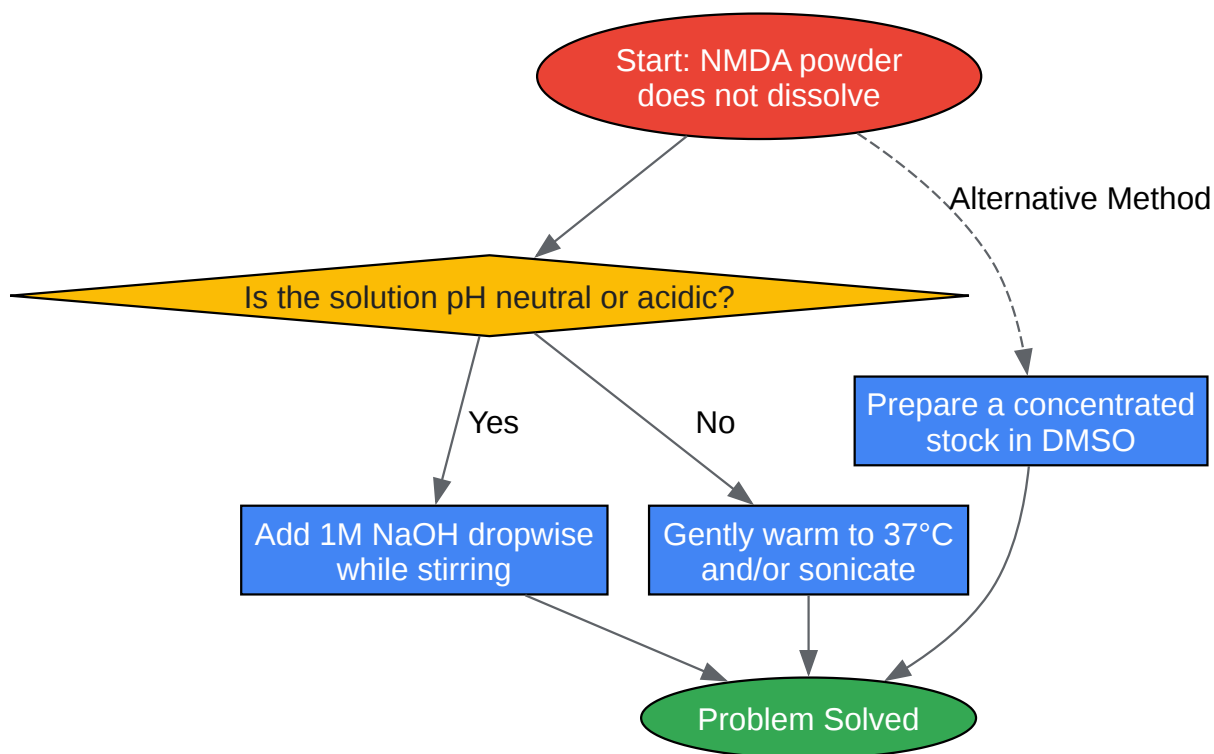 Start: NMDA powder
does not dissolve
Alternative Method
Is the solution pH neutral or acidic?
Yes
No
Prepare a concentrated
stock in DMSO
Add 1M NaOH dropwise
while stirring
Gently warm to 37°C
and/or sonicate
Problem Solved